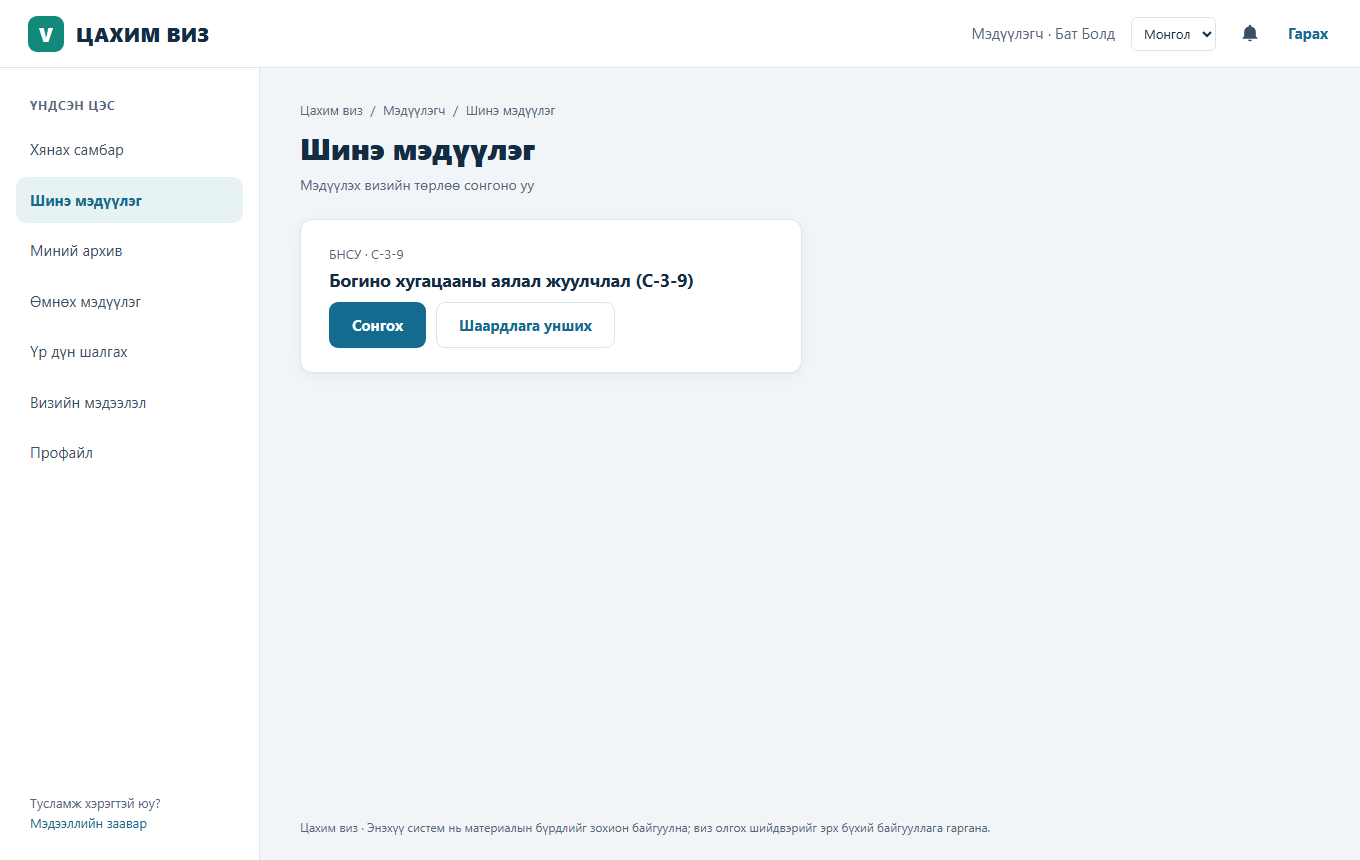 V ЦАХИМ ВИЗ
Мэдүүлэгч · Бат Болд
Монгол
Гарах
ҮНДСЭН ЦЭС
Хянах самбар
Шинэ мэдүүлэг
Миний архив
Өмнөх мэдүүлэг
Үр дүн шалгах
Визийн мэдээлэл
Профайл
Тусламж хэрэгтэй юу?
Мэдээллийн заавар
Цахим виз / Мэдүүлэгч / Шинэ мэдүүлэг
Шинэ мэдүүлэг
Мэдүүлэх визийн төрлөө сонгоно уу
БНСУ · C-3-9
Богино хугацааны аялал жуулчлал (C-3-9)
Сонгох
Шаардлага унших
Цахим виз · Энэхүү систем нь материалын бүрдлийг зохион байгуулна; виз олгох шийдвэрийг эрх бүхий байгууллага гаргана.